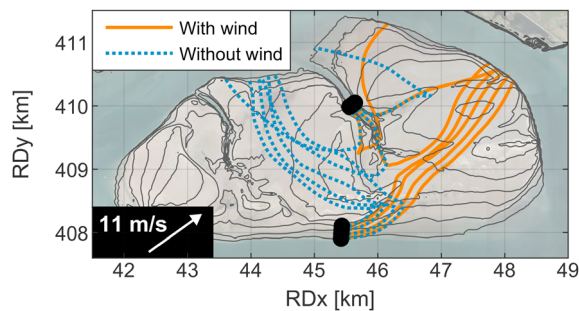 With wind
Without wind
411
410
409
408
RDy [km]
11 m/s
42 43 44 45 46 47 48 49
RDx [km]